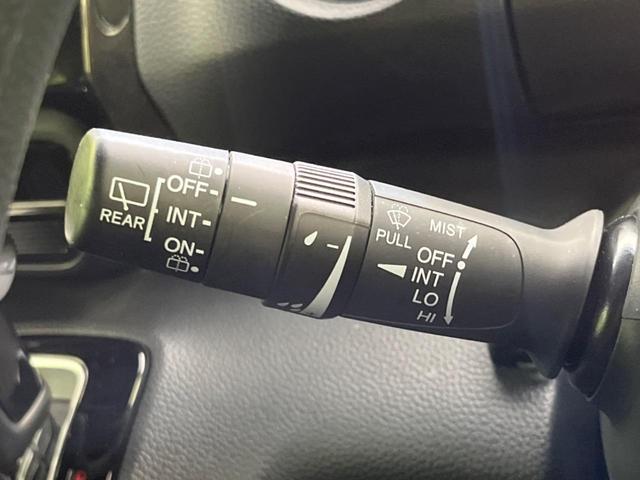 REAR
OFF
INT
ON
PULL
MIST
OFF
INT
LO
HI